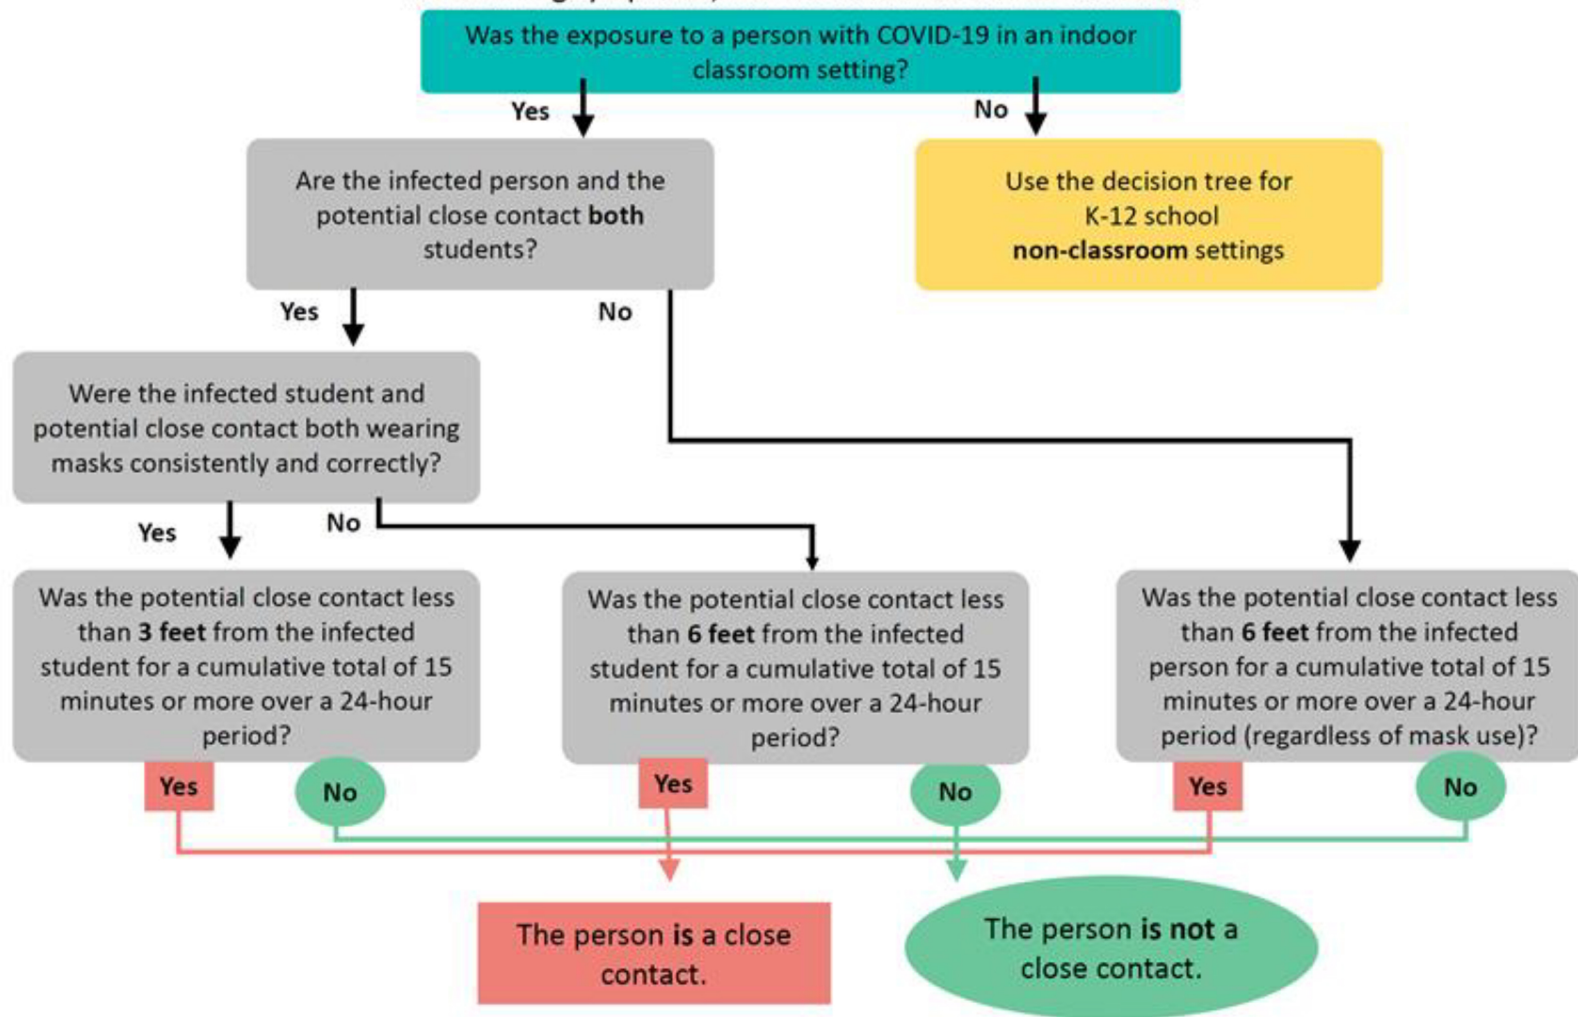 Was the exposure to a person with COVID-19 in an indoor
classroom setting?
Yes
No
Are the infected person and the
potential close contact both
students?
Use the decision tree for
K-12 school
non-classroom settings
Yes
No
Were the infected student and
potential close contact both wearing
masks consistently and correctly?
Yes
No
Was the potential close contact less
than 3 feet from the infected
student for a cumulative total of 15
minutes or more over a 24-hour
period?
Was the potential close contact less
than 6 feet from the infected
student for a cumulative total of 15
minutes or more over a 24-hour
period?
Was the potential close contact less
than 6 feet from the infected
person for a cumulative total of 15
minutes or more over a 24-hour
period (regardless of mask use)?
Yes
No
Yes
No
Yes
No
The person is a close
contact.
The person is not a
close contact.